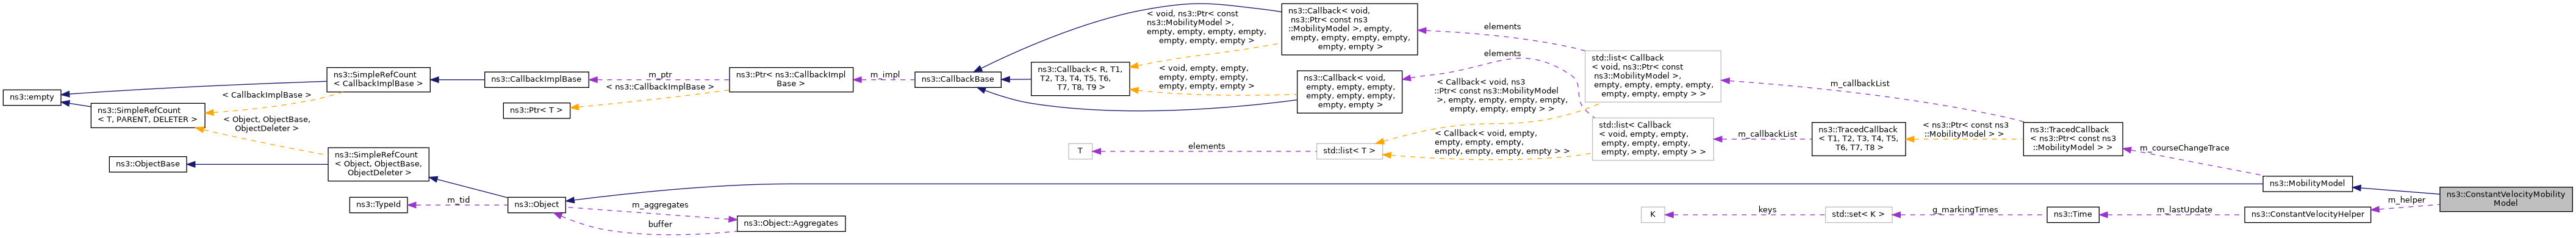 ns3::empty
ns3::SimpleRefCount
< T, PARENT, DELETER >
ns3::ObjectBase
< CallbackImplBase >
< Object, ObjectBase,
ObjectDeleter >
ns3::SimpleRefCount
< CallbackImplBase >
ns3::SimpleRefCount
< Object, ObjectBase,
ObjectDeleter >
ns3::TypeId
m_tid
ns3::CallbackImplBase
ns3::Ptr< T >
ns3::Object
m_ptr
< ns3::CallbackImplBase >
m_aggregates
buffer
ns3::Ptr< ns3::CallbackImpl
Base >
ns3::Object::Aggregates
m_impl
ns3::CallbackBase
ns3::Callback< R, T1,
T2, T3, T4, T5, T6,
T7, T8, T9 >
T
elements
< void, ns3::Ptr< const
ns3::MobilityModel >,
empty, empty, empty, empty,
empty, empty, empty >
< void, empty, empty,
empty, empty, empty,
empty, empty, empty >
ns3::Callback< void,
ns3::Ptr< const ns3
::MobilityModel >, empty,
empty, empty, empty, empty,
empty, empty >
ns3::Callback< void,
empty, empty, empty,
empty, empty, empty,
empty, empty >
std::list< T >
elements
elements
< Callback< void, ns3
::Ptr< const ns3::MobilityModel
>, empty, empty, empty, empty,
empty, empty, empty > >
< Callback< void, empty,
empty, empty, empty,
empty, empty, empty, empty > >
std::list< Callback
< void, ns3::Ptr< const
ns3::MobilityModel >,
empty, empty, empty, empty,
empty, empty, empty > >
std::list< Callback
< void, empty, empty,
empty, empty, empty,
empty, empty, empty > >
K
keys
m_callbackList
m_callbackList
ns3::TracedCallback
< T1, T2, T3, T4, T5,
T6, T7, T8 >
std::set< K >
g_markingTimes
< ns3::Ptr< const ns3
::MobilityModel > >
ns3::TracedCallback
< ns3::Ptr< const ns3
::MobilityModel > >
ns3::Time
m_lastUpdate
m_courseChangeTrace
ns3::MobilityModel
ns3::ConstantVelocityHelper
m_helper
ns3::ConstantVelocityMobility
Model